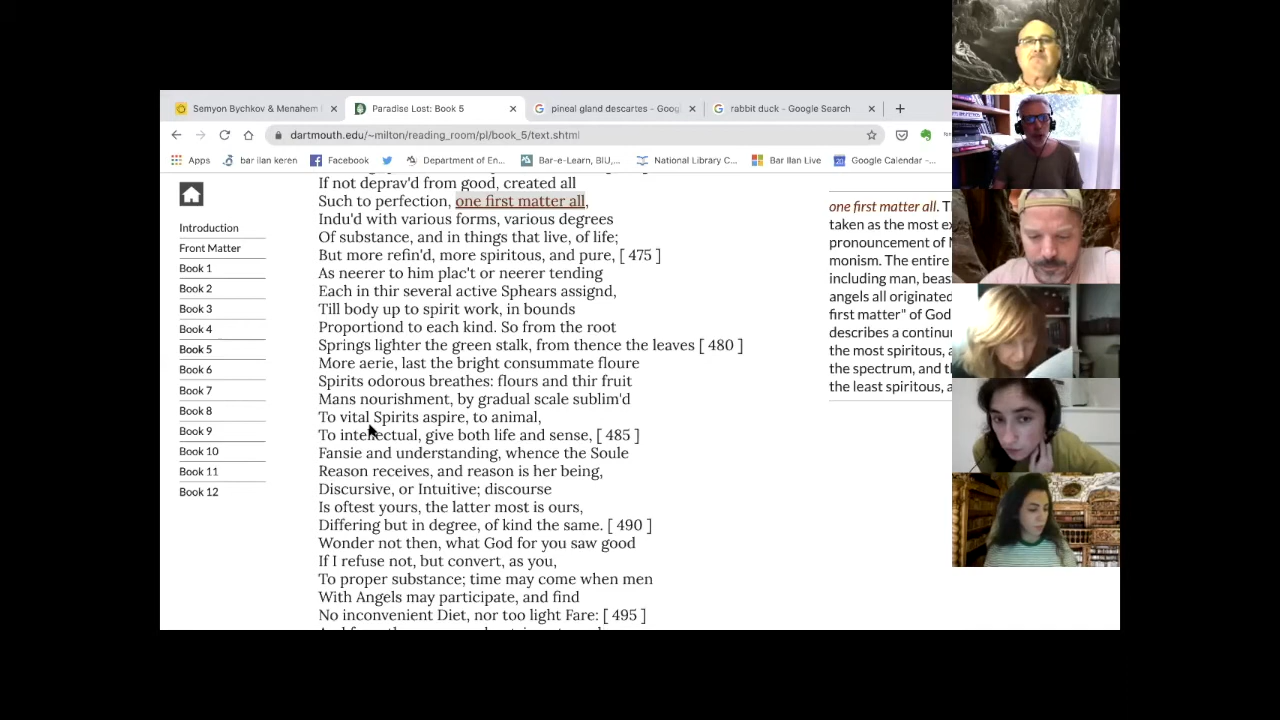 Semyon Bychkov & Menahem
Paradise Lost: Book 5
pineal gland descartes - Goog
rabbit duck - Google Search
dartmouth.edu/~milton/reading_room/pl/book_5/text.shtml
Apps
bar ilan keren
Facebook
Department of En...
Bar-e-Learn, BIU,...
National Library C...
Bar Ilan Live
Google Calendar –...
Introduction
Front Matter
Book 1
Book 2
Book 3
Book 4
Book 5
Book 6
Book 7
Book 8
Book 9
Book 10
Book 11
Book 12
If not deprav'd from good, created all
Such to perfection, one first matter all,
Indu'd with various forms, various degrees
Of substance, and in things that live, of life;
But more refin'd, more spiritous, and pure, [ 475 ]
As neerer to him plac't or neerer tending
Each in thir several active Sphears assignd,
Till body up to spirit work, in bounds
Proportiond to each kind. So from the root
Springs lighter the green stalk, from thence the leaves [ 480 ]
More aerie, last the bright consummate floure
Spirits odorous breathes: flours and thir fruit
Mans nourishment, by gradual scale sublim'd
To vital Spirits aspire, to animal,
To intellectual, give both life and sense, [ 485 ]
Fansie and understanding, whence the Soule
Reason receives, and reason is her being,
Discursive, or Intuitive; discourse
Is oftest yours, the latter most is ours,
Differing but in degree, of kind the same. [ 490 ]
Wonder not then, what God for you saw good
If I refuse not, but convert, as you,
To proper substance; time may come when men
With Angels may participate, and find
No inconvenient Diet, nor too light Fare: [ 495 ]
one first matter all. T
taken as the most ex
pronouncement of M
monism. The entire
including man, beas
angels all originated
first matter" of God
describes a continu
the most spiritous, a
the spectrum, and th
the least spiritous, a